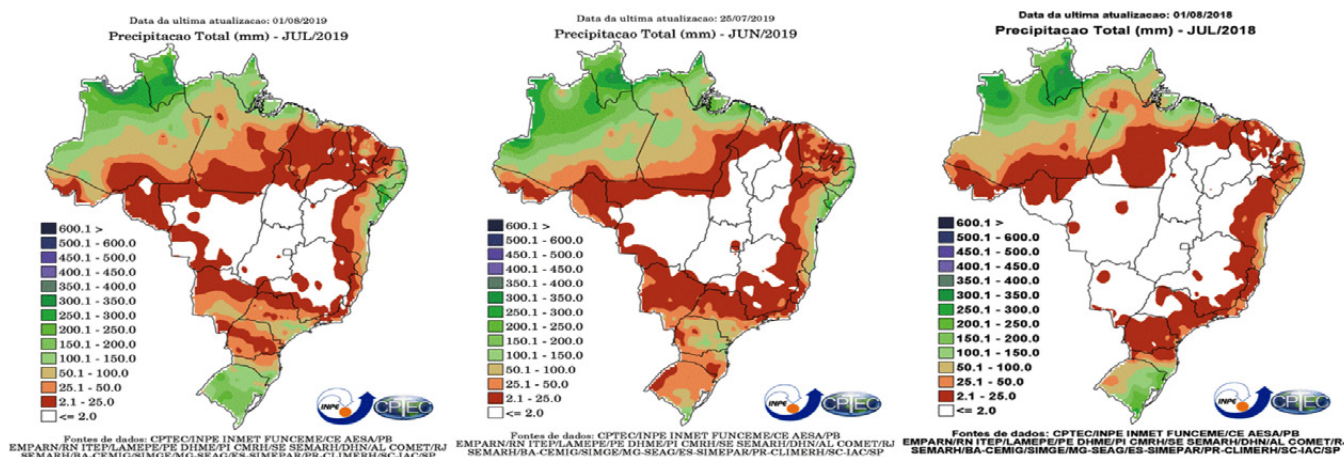 Data da ultima atualizacao: 01/08/2019
Precipitacao Total (mm) - JUL/2019
600.1 >
500.1 - 600.0
450.1 - 500.0
400.1 - 450.0
350.1 - 400.0
300.1 - 350.0
250.1 - 300.0
200.1 - 250.0
150.1 - 200.0
100.1 - 150.0
50.1 - 100.0
25.1 - 50.0
2.1 - 25.0
<= 2.0
INPE
CPTEC
Fontes de dados: CPTEC/INPE INMET FUNCEME/CE AESA/PB
EMPARN/RN ITEP/LAMEPE/PE DHME/PI CMRH/SE SEMARH/DHN/AL COMET/RJ
SEMARH/BA-CEMIG/SIMGE/MG-SEAG/ES-SIMEPAR/PR-CLIMERH/SC-IAC/SP
Data da ultima atualizacao: 25/07/2019
Precipitacao Total (mm) - JUN/2019
600.1 >
500.1 - 600.0
450.1 - 500.0
400.1 - 450.0
350.1 - 400.0
300.1 - 350.0
250.1 - 300.0
200.1 - 250.0
150.1 - 200.0
100.1 - 150.0
50.1 - 100.0
25.1 - 50.0
2.1 - 25.0
<= 2.0
INPE
CPTEC
Fontes de dados: CPTEC/INPE INMET FUNCEME/CE AESA/PB
EMPARN/RN ITEP/LAMEPE/PE DHME/PI CMRH/SE SEMARH/DHN/AL COMET/RJ
SEMARH/BA-CEMIG/SIMGE/MG-SEAG/ES-SIMEPAR/PR-CLIMERH/SC-IAC/SP
Data da ultima atualizacao: 01/08/2018
Precipitacao Total (mm) - JUL/2018
600.1 >
500.1 - 600.0
450.1 - 500.0
400.1 - 450.0
350.1 - 400.0
300.1 - 350.0
250.1 - 300.0
200.1 - 250.0
150.1 - 200.0
100.1 - 150.0
50.1 - 100.0
25.1 - 50.0
2.1 - 25.0
<= 2.0
INPE
CPTEC
Fontes de dados: CPTEC/INPE INMET FUNCEME/CE AESA/PB
EMPARN/RN ITEP/LAMEPE/PE DHME/PI CMRH/SE SEMARH/DHN/AL COMET/RJ
SEMARH/BA-CEMIG/SIMGE/MG-SEAG/ES-SIMEPAR/PR-CLIMERH/SC-IAC/SP